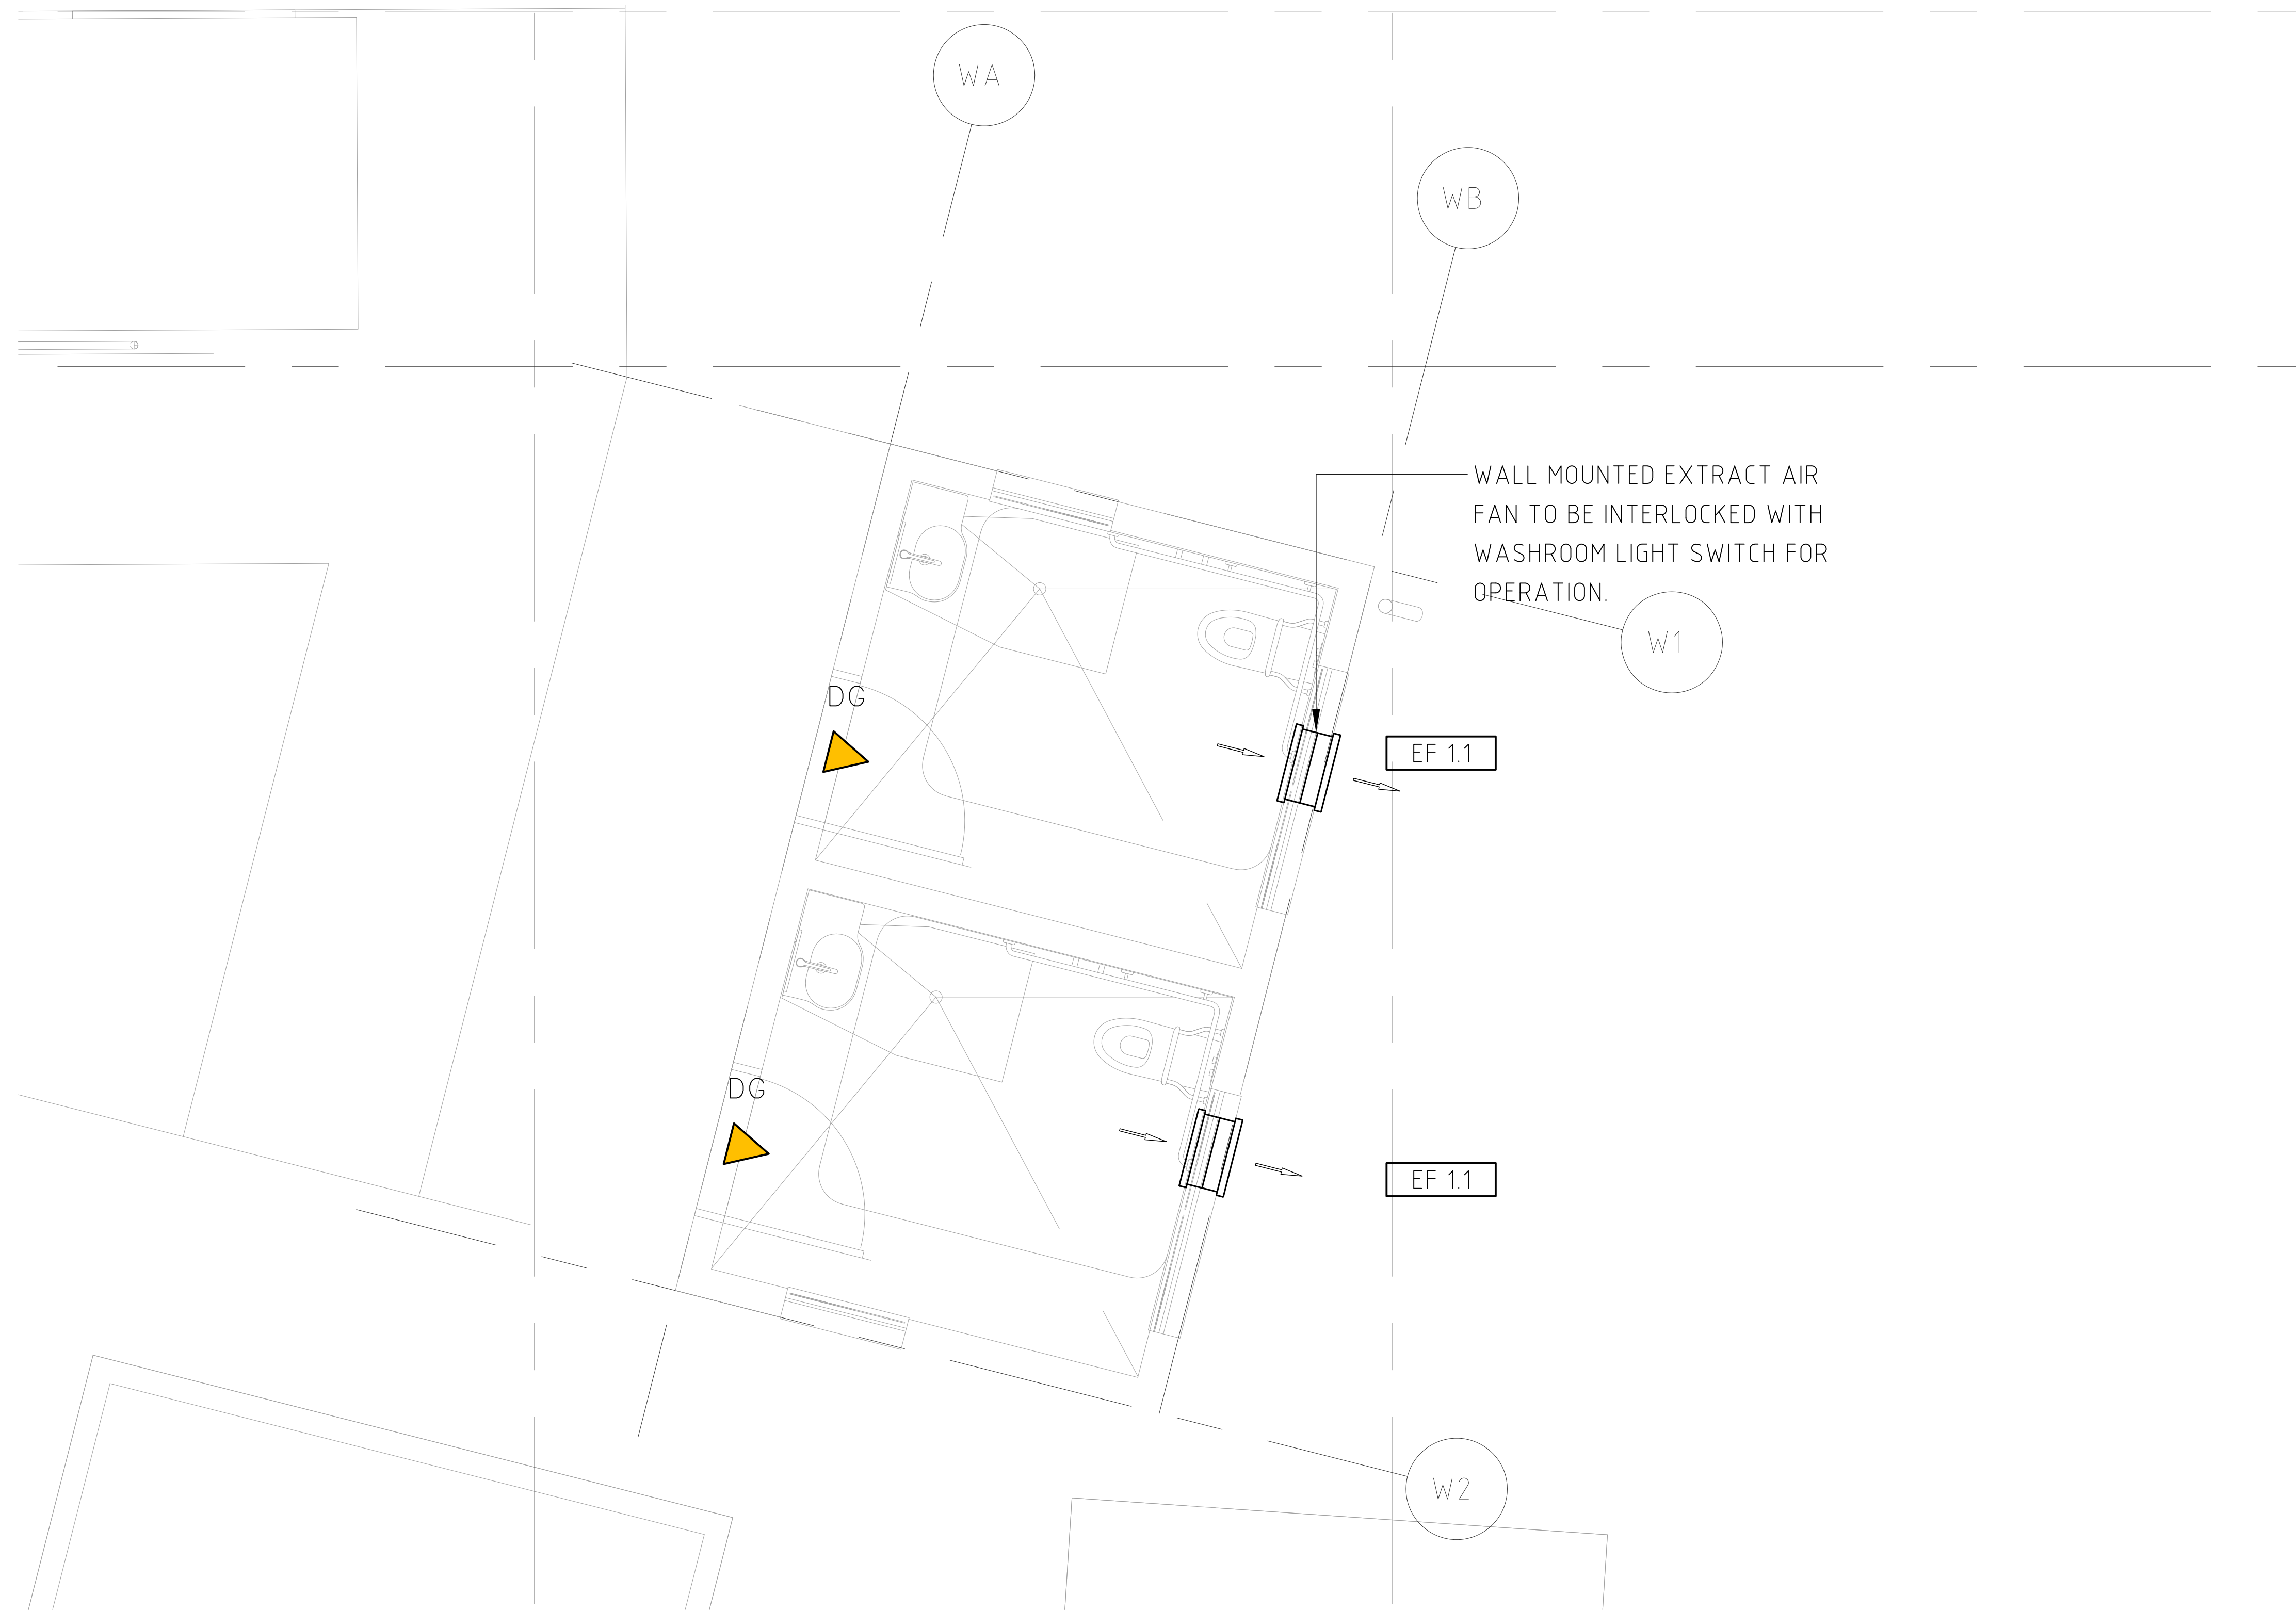 WA
WB
WALL MOUNTED EXTRACT AIR
FAN TO BE INTERLOCKED WITH
WASHROOM LIGHT SWITCH FOR
OPERATION.
W1
DG
EF 1.1
DG
EF 1.1
W2